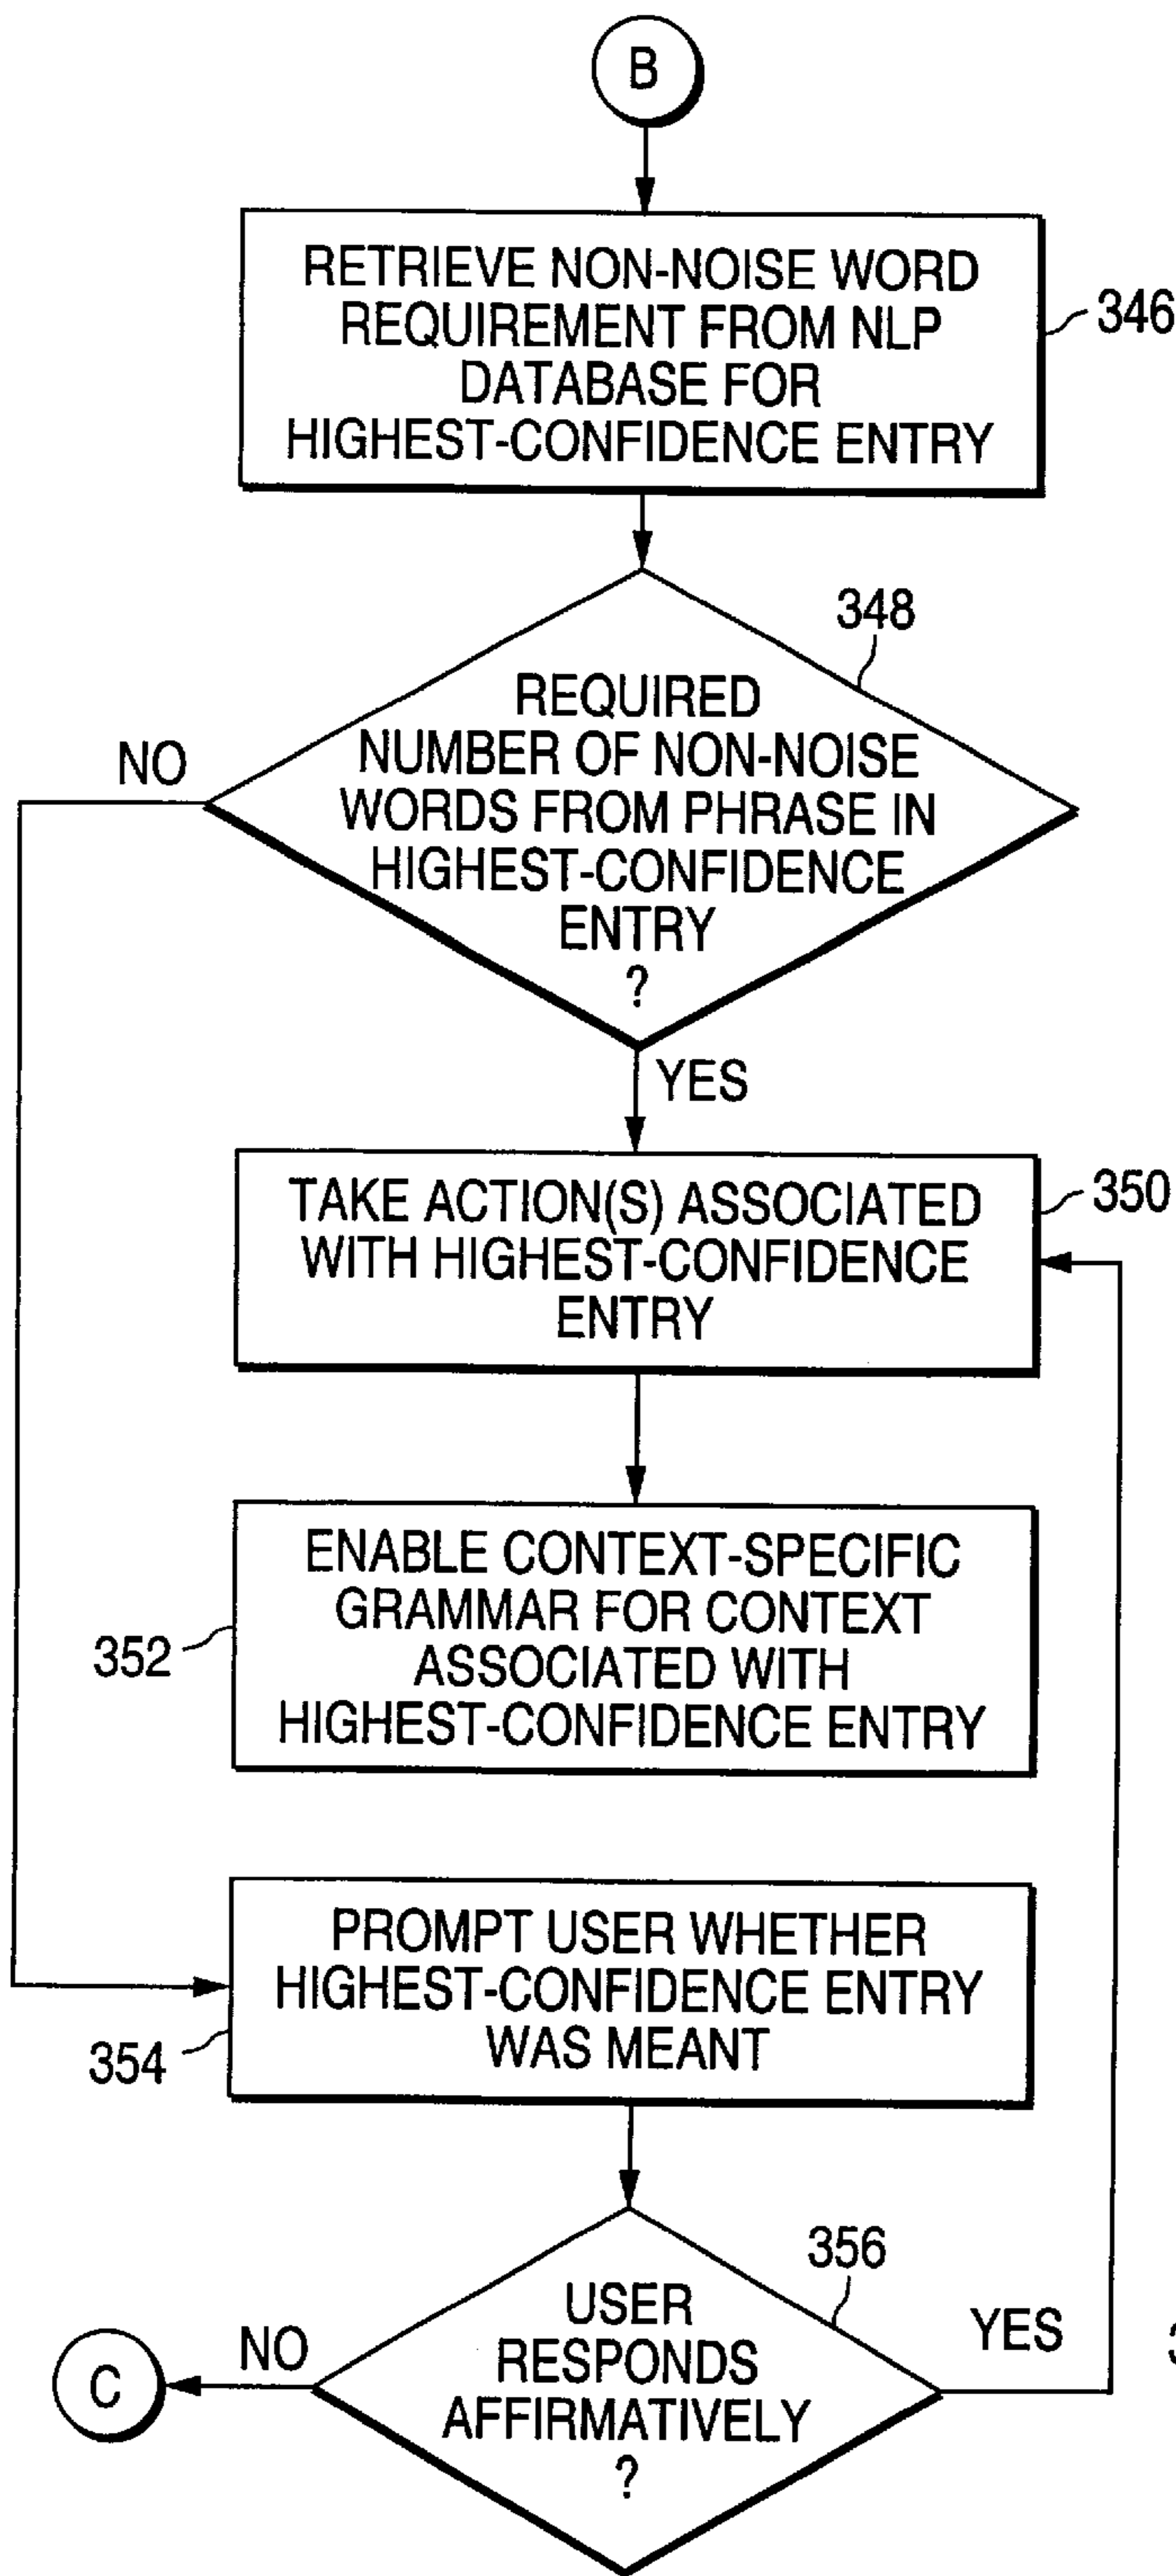 B
RETRIEVE NON-NOISE WORD
REQUIREMENT FROM NLP
DATABASE FOR
HIGHEST-CONFIDENCE ENTRY
346
348
REQUIRED
NUMBER OF NON-NOISE
WORDS FROM PHRASE IN
HIGHEST-CONFIDENCE
ENTRY
?
NO
YES
TAKE ACTION(S) ASSOCIATED
WITH HIGHEST-CONFIDENCE
ENTRY
350
ENABLE CONTEXT-SPECIFIC
GRAMMAR FOR CONTEXT
ASSOCIATED WITH
HIGHEST-CONFIDENCE ENTRY
352
PROMPT USER WHETHER
HIGHEST-CONFIDENCE ENTRY
WAS MEANT
354
356
USER
RESPONDS
AFFIRMATIVELY
?
YES
NO
C